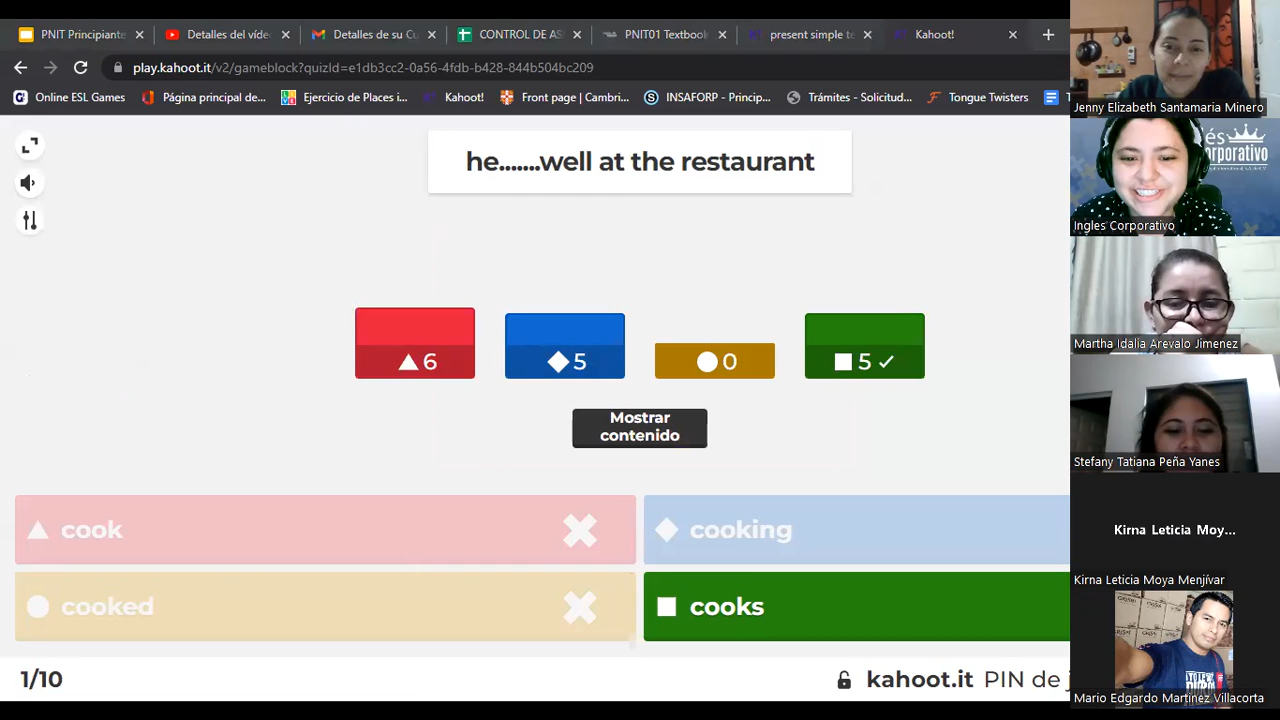 PNIT Principiante
Detalles del víde
Detalles de su Cu
CONTROL DE AS
PNIT01 Textbook
present simple te
Kahoot!
play.kahoot.it/v2/gameblock?quizId=e1db3cc2-0a56-4fdb-b428-844b504bc209
Online ESL Games
Página principal de...
Ejercicio de Places i...
Kahoot!
Front page | Cambri...
INSAFORP - Princip...
Trámites - Solicitud...
Tongue Twisters
he.......well at the restaurant
6
5
0
5
Mostrar
contenido
cook
cooking
cooked
cooks
1/10
kahoot.it PIN de j
Jenny Elizabeth Santamaria Minero
és
orporativo
Ingles Corporativo
Martha Idalia Arevalo Jimenez
Stefany Tatiana Peña Yanes
Kirna Leticia Moy...
Kirna Leticia Moya Menjívar
Mario Edgardo Martinez Villacorta